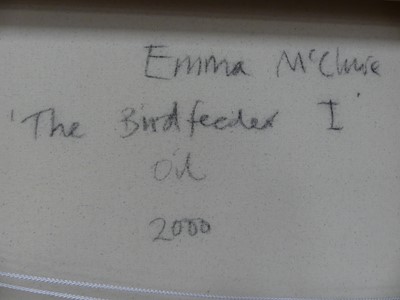 Emma McClure
'The Birdfeeder I'
Oil
2000